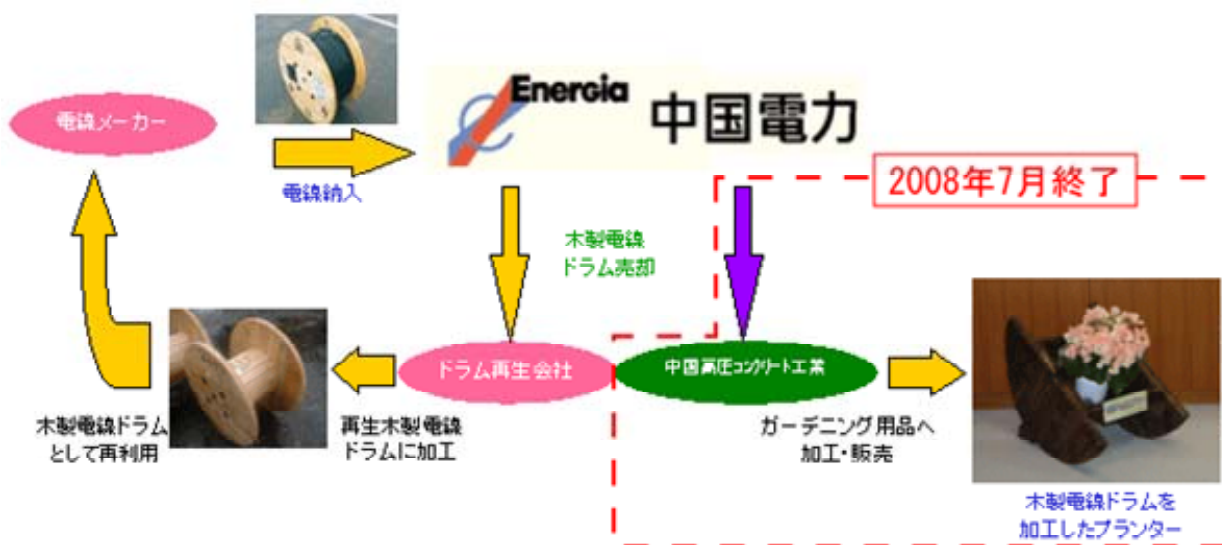 Energia
中国電力
電線メーカー
電線納入
2008年7月終了
木製電線
ドラム売却
ドラム再生会社
中国高圧コンクリート工業
木製電線ドラム
として再利用
再生木製電線
ドラムに加工
ガーデニング用品へ
加工・販売
木製電線ドラムを
加工したプランター